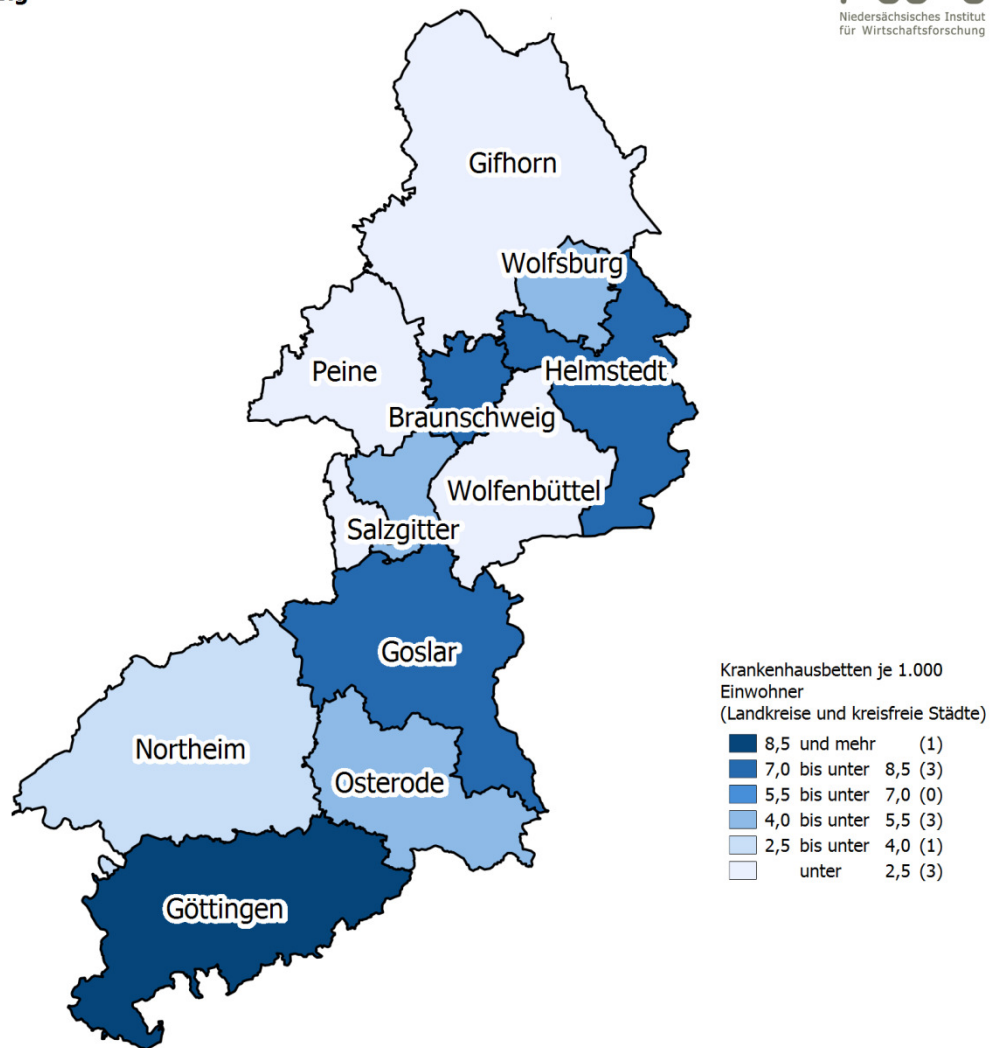 Niedersächsisches Institut
für Wirtschaftsforschung
Gifhorn
Wolfsburg
Peine
Helmstedt
Braunschweig
Wolfenbüttel
Salzgitter
Goslar
Northeim
Osterode
Göttingen
Krankenhausbetten je 1.000
Einwohner
(Landkreise und kreisfreie Städte)
8,5 und mehr (1)
7,0 bis unter 8,5 (3)
5,5 bis unter 7,0 (0)
4,0 bis unter 5,5 (3)
2,5 bis unter 4,0 (1)
unter 2,5 (3)